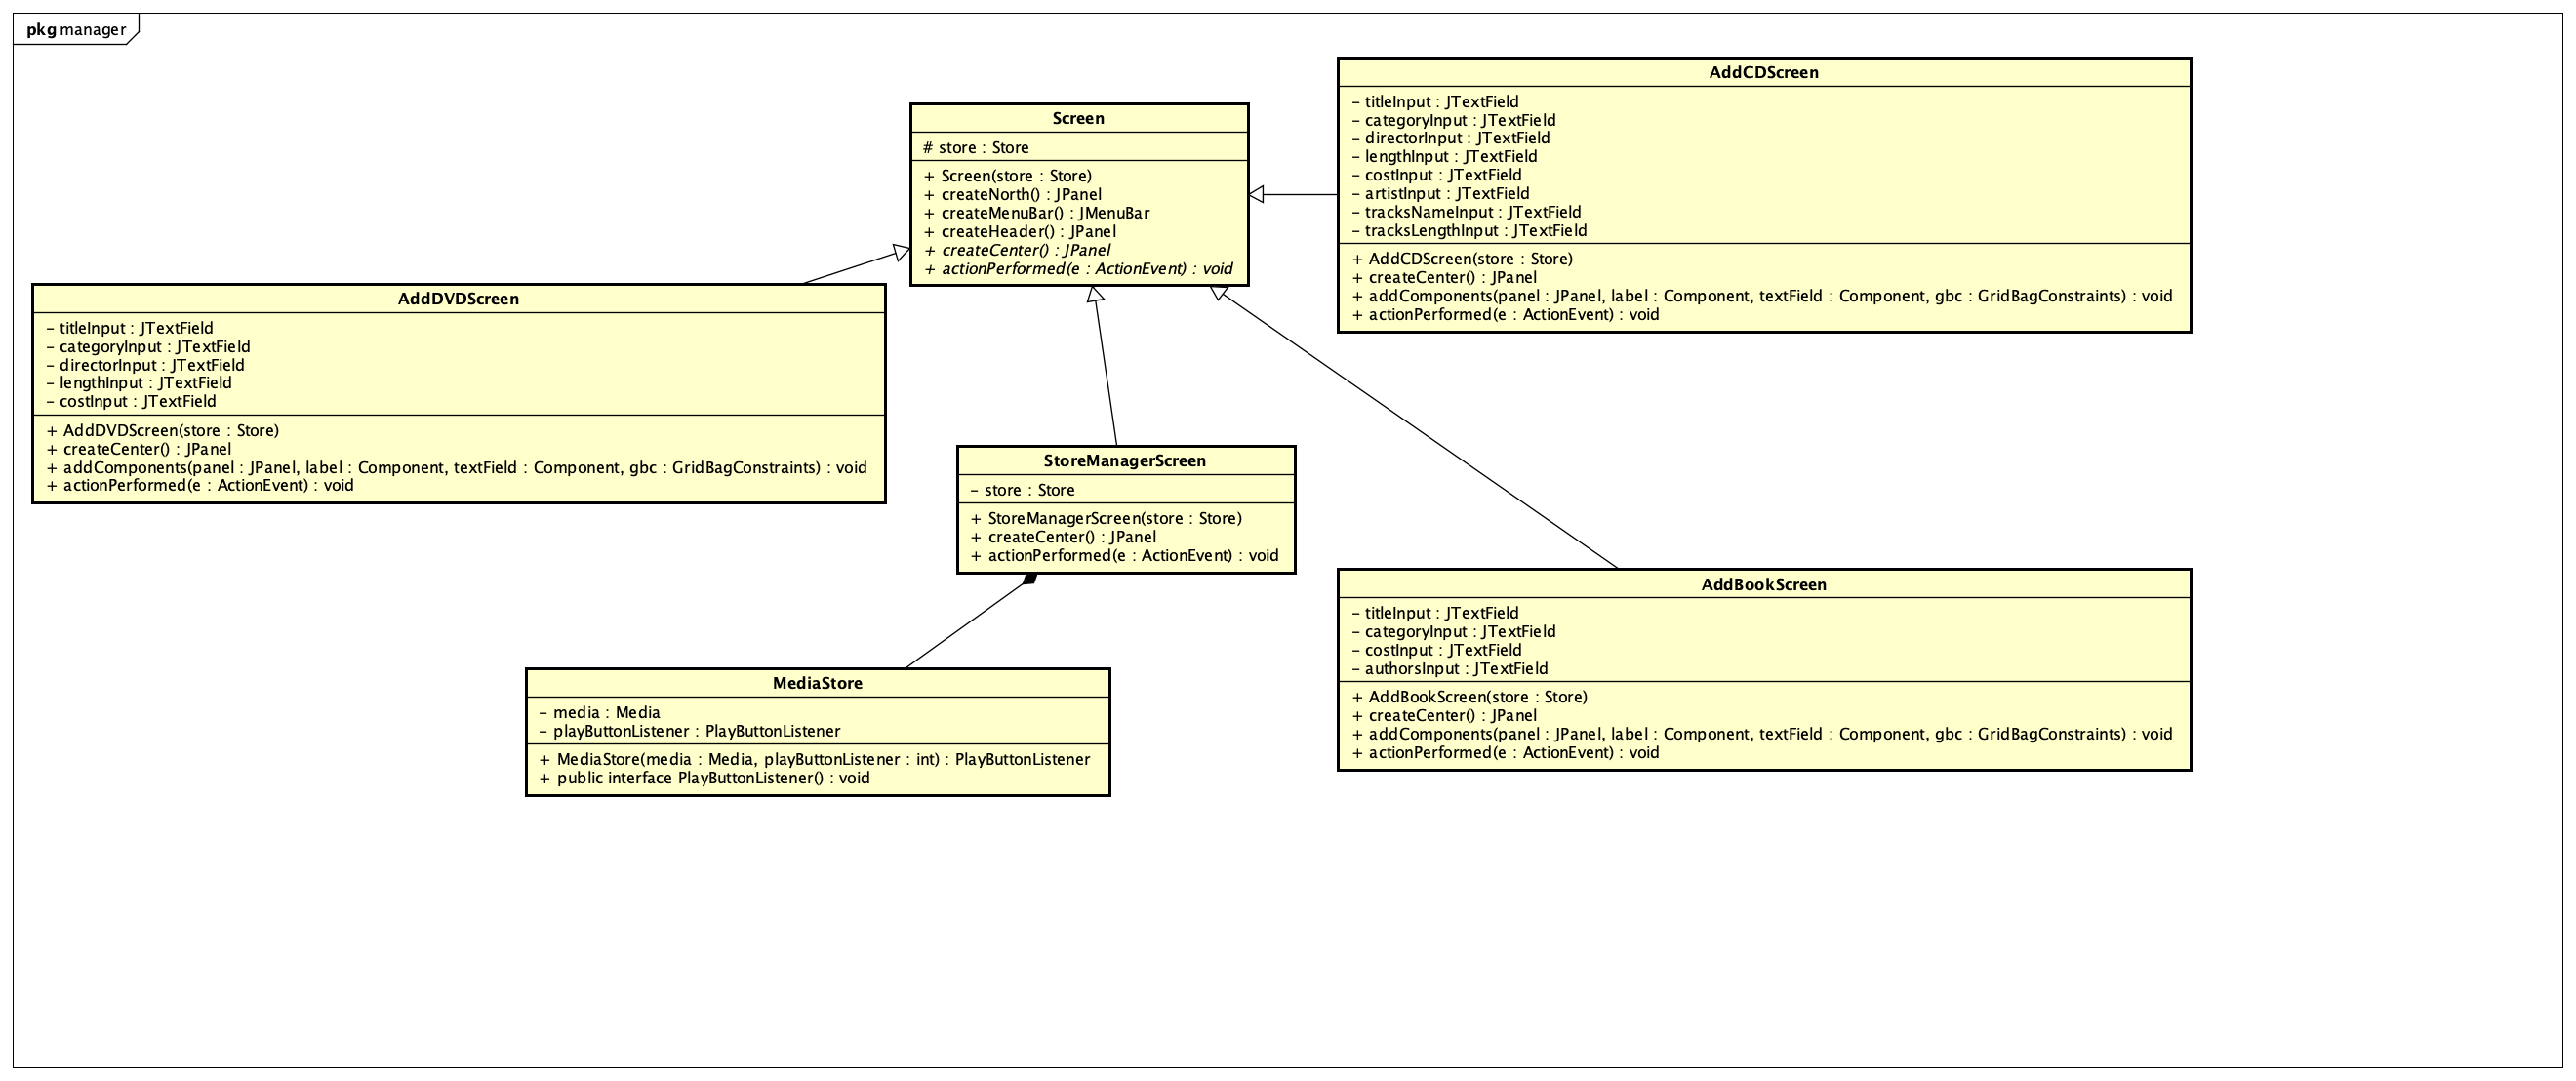 pkg manager
AddCDScreen
– titleInput : JTextField
– categoryInput : JTextField
– directorInput : JTextField
– lengthInput : JTextField
– costInput : JTextField
– artistInput : JTextField
– tracksNameInput : JTextField
– tracksLengthInput : JTextField
+ AddCDScreen(store : Store)
+ createCenter() : JPanel
+ addComponents(panel : JPanel, label : Component, textField : Component, gbc : GridBagConstraints) : void
+ actionPerformed(e : ActionEvent) : void
Screen
# store : Store
+ Screen(store : Store)
+ createNorth() : JPanel
+ createMenuBar() : JMenuBar
+ createHeader() : JPanel
+ createCenter() : JPanel
+ actionPerformed(e : ActionEvent) : void
AddDVDScreen
– titleInput : JTextField
– categoryInput : JTextField
– directorInput : JTextField
– lengthInput : JTextField
– costInput : JTextField
+ AddDVDScreen(store : Store)
+ createCenter() : JPanel
+ addComponents(panel : JPanel, label : Component, textField : Component, gbc : GridBagConstraints) : void
+ actionPerformed(e : ActionEvent) : void
StoreManagerScreen
– store : Store
+ StoreManagerScreen(store : Store)
+ createCenter() : JPanel
+ actionPerformed(e : ActionEvent) : void
AddBookScreen
– titleInput : JTextField
– categoryInput : JTextField
– costInput : JTextField
– authorsInput : JTextField
+ AddBookScreen(store : Store)
+ createCenter() : JPanel
+ addComponents(panel : JPanel, label : Component, textField : Component, gbc : GridBagConstraints) : void
+ actionPerformed(e : ActionEvent) : void
MediaStore
– media : Media
– playButtonListener : PlayButtonListener
+ MediaStore(media : Media, playButtonListener : int) : PlayButtonListener
+ public interface PlayButtonListener() : void